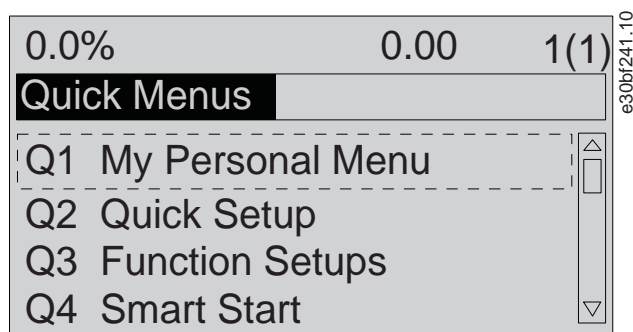 0.0% 0.00 1(1)
Quick Menus
Q1 My Personal Menu
Q2 Quick Setup
Q3 Function Setups
Q4 Smart Start
e30bf241.10